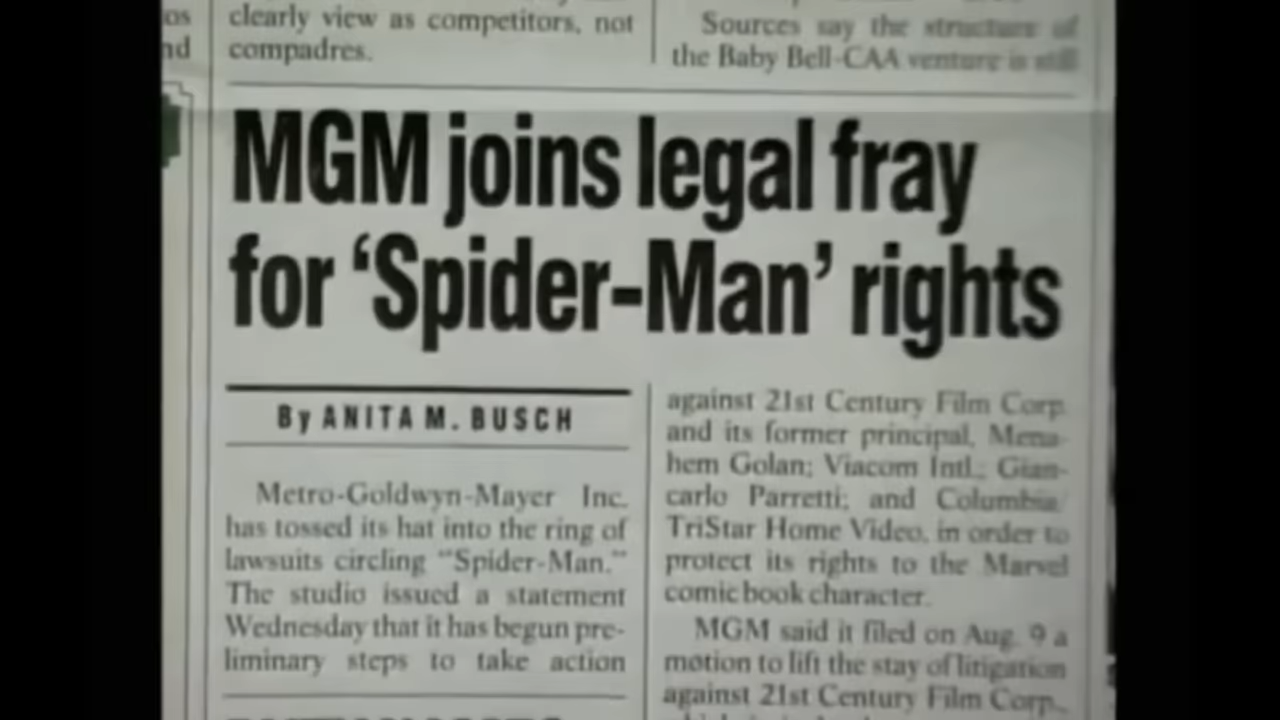 os
nd
clearly view as competitors, not
compadres.
Sources say the structure of
the Baby Bell-CAA venture is still
MGM joins legal fray
for ‘Spider-Man’ rights
By ANITA M. BUSCH
Metro-Goldwyn-Mayer Inc.
has tossed its hat into the ring of
lawsuits circling “Spider-Man.”
The studio issued a statement
Wednesday that it has begun pre-
liminary steps to take action
against 21st Century Film Corp.
and its former principal, Mena-
hem Golan; Viacom Intl.; Gian-
carlo Parretti; and Columbia
TriStar Home Video, in order to
protect its rights to the Marvel
comic book character.
MGM said it filed on Aug. 9 a
motion to lift the stay of litigation
against 21st Century Film Corp.,